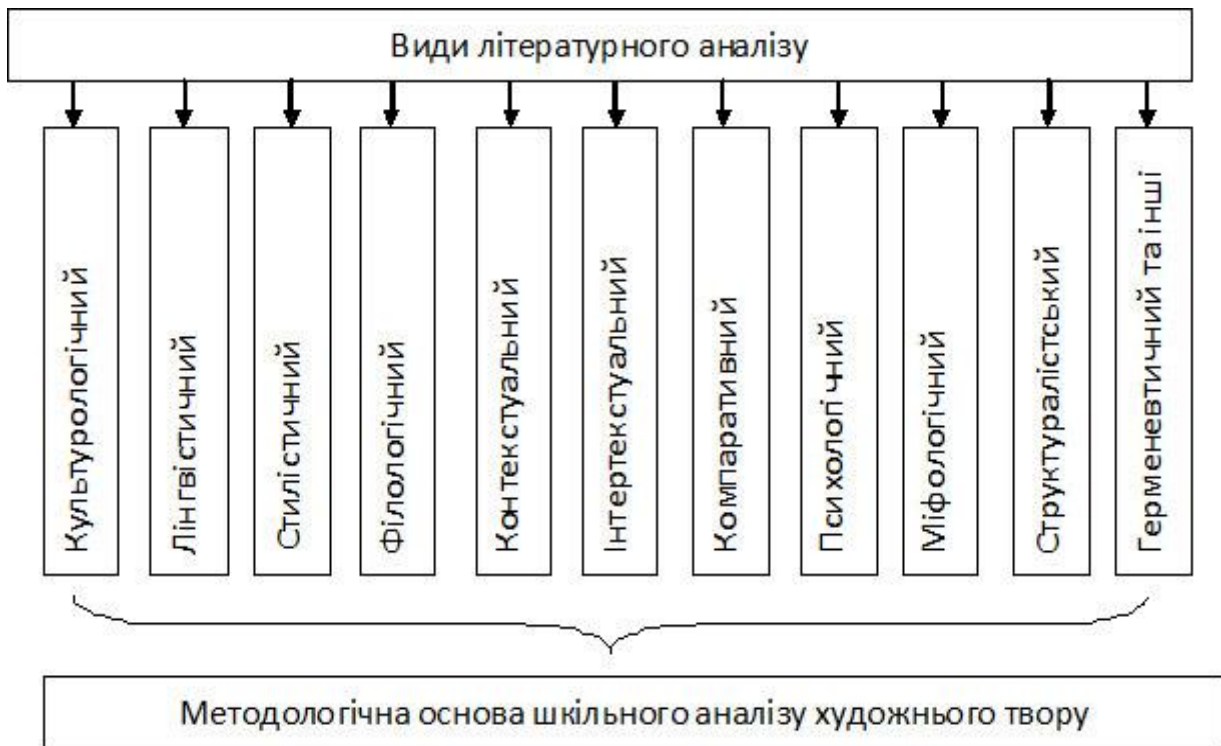 Види літературного аналізу
Культурологічний
Лінгвістичний
Стилістичний
Філологічний
Контекстуальний
Інтертекстуальний
Компаративний
Психологічний
Міфологічний
Структуралістський
Герменевтичний та інші
Методологічна основа шкільного аналізу художнього твору